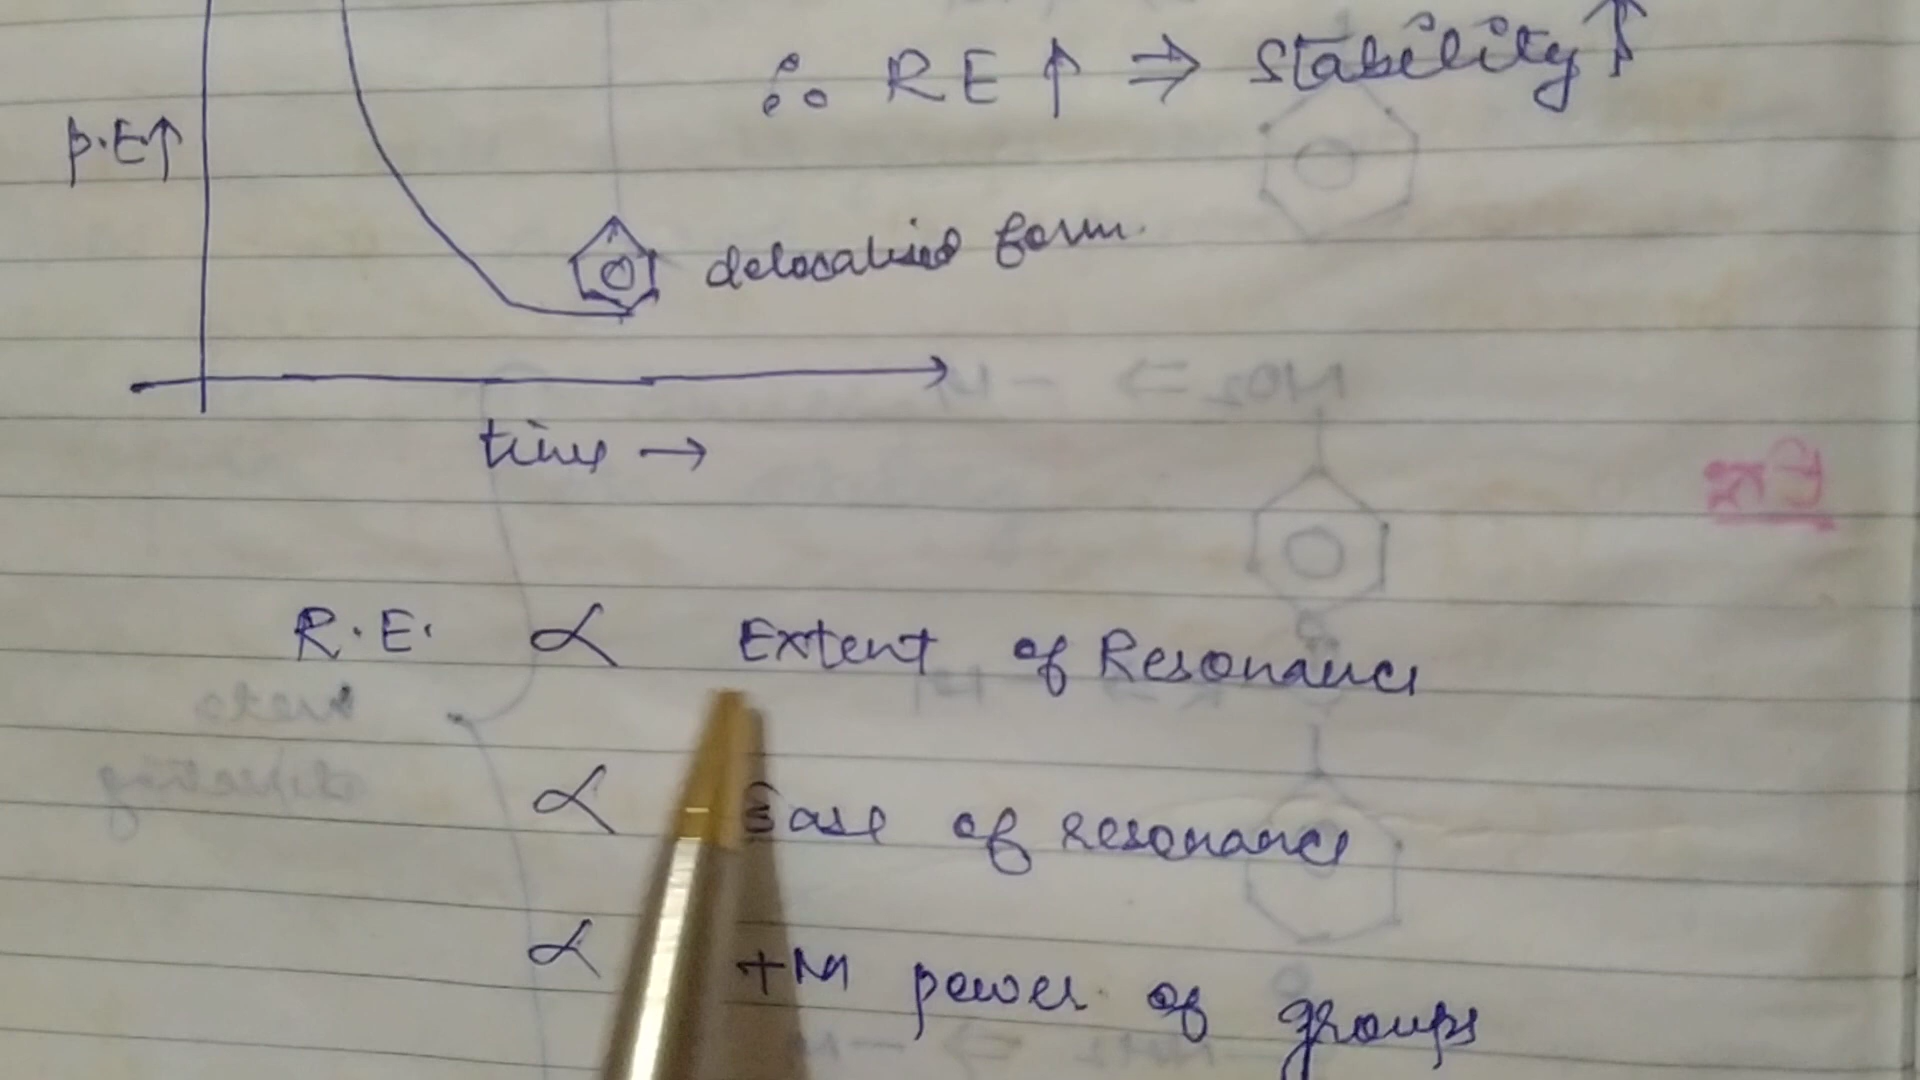 ∴ RE ↑ ⇒ Stability ↑
P.E↑
delocalised form.
time →
R.E. ∝ Extent of Resonance
∝ Ease of resonance
∝ +M power of groups